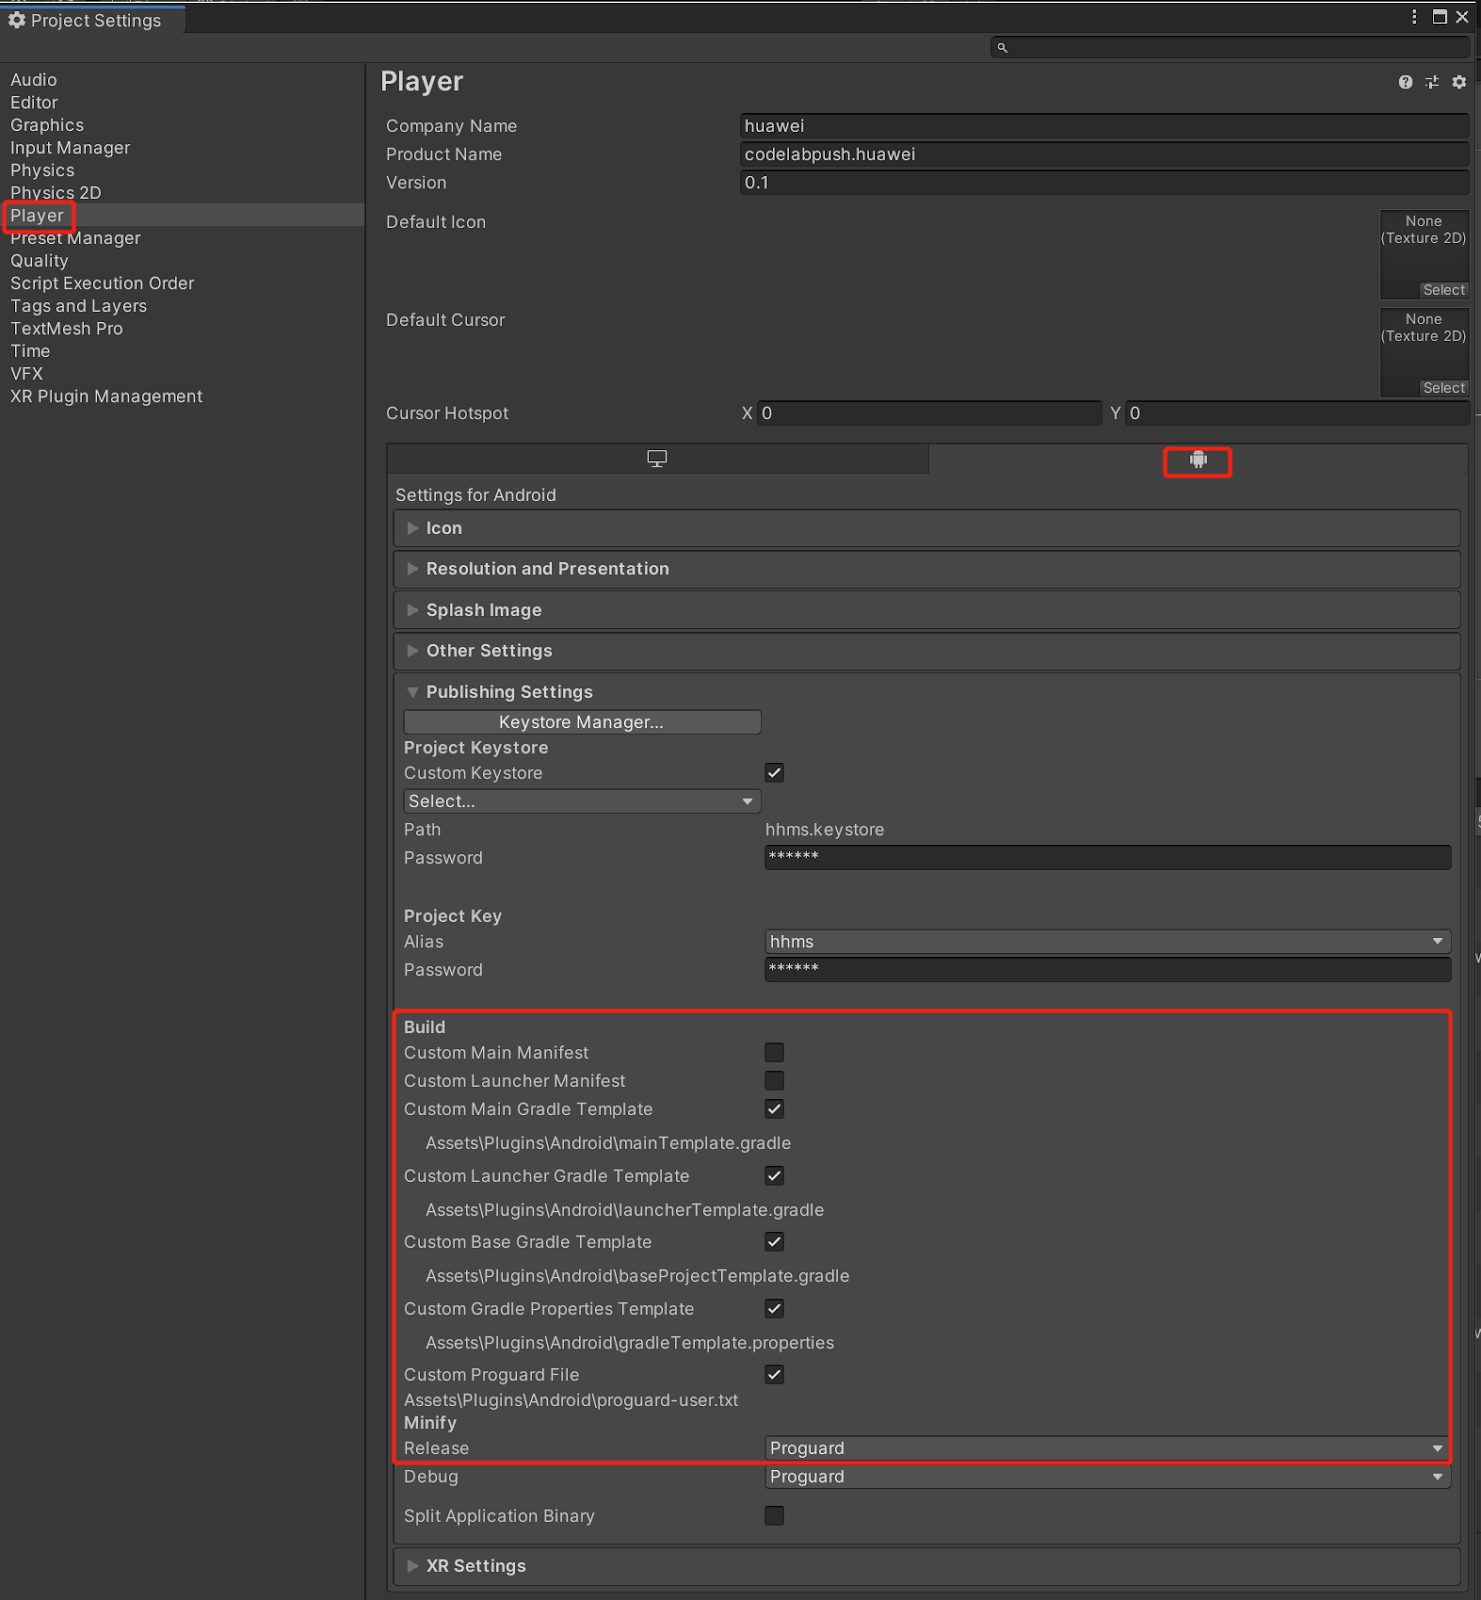 Project Settings
Audio
Editor
Graphics
Input Manager
Physics
Physics 2D
Player
Preset Manager
Quality
Script Execution Order
Tags and Layers
TextMesh Pro
Time
VFX
XR Plugin Management
Player
Company Name huawei
Product Name codelabpush.huawei
Version 0.1
Default Icon
None
(Texture 2D)
Select
Default Cursor
None
(Texture 2D)
Select
Cursor Hotspot X 0 Y 0
Settings for Android
Icon
Resolution and Presentation
Splash Image
Other Settings
Publishing Settings
Keystore Manager...
Project Keystore
Custom Keystore
Select...
Path hhms.keystore
Password ******
Project Key
Alias hhms
Password ******
Build
Custom Main Manifest
Custom Launcher Manifest
Custom Main Gradle Template
Assets\Plugins\Android\mainTemplate.gradle
Custom Launcher Gradle Template
Assets\Plugins\Android\launcherTemplate.gradle
Custom Base Gradle Template
Assets\Plugins\Android\baseProjectTemplate.gradle
Custom Gradle Properties Template
Assets\Plugins\Android\gradleTemplate.properties
Custom Proguard File
Assets\Plugins\Android\proguard-user.txt
Minify
Release Proguard
Debug Proguard
Split Application Binary
XR Settings